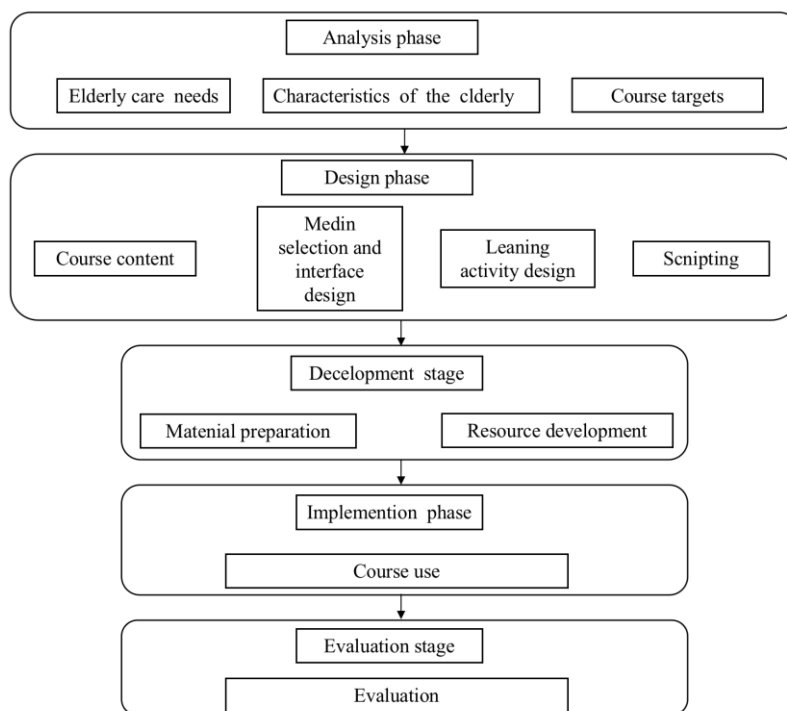 Analysis phase
Elderly care needs
Characteristics of the clderly
Course targets
Design phase
Course content
Medin
selection and
interface
design
Leaning
activity design
Scnipting
Decelopment stage
Matenial preparation
Resource development
Implemention phase
Course use
Evaluation stage
Evaluation